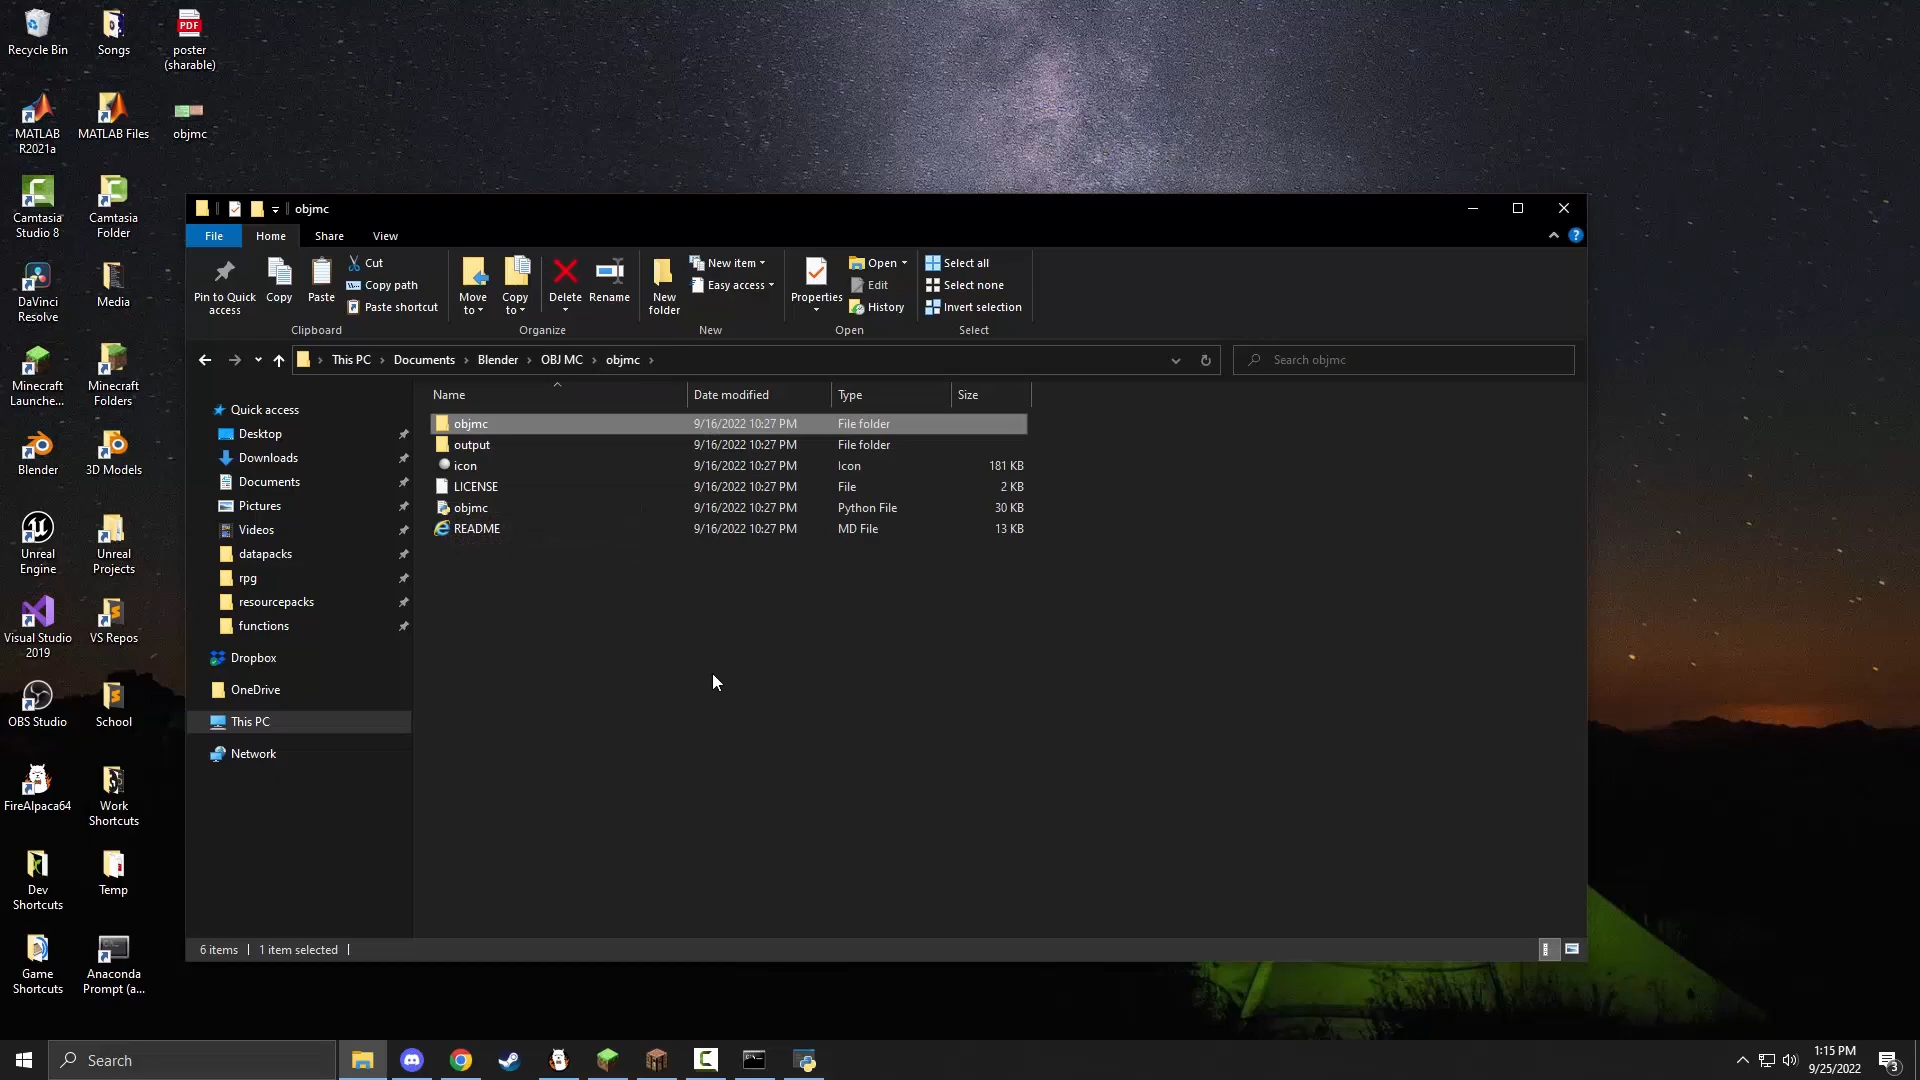 Recycle Bin
Songs
poster
(sharable)
MATLAB
R2021a
MATLAB Files
objmc
Camtasia
Studio 8
Camtasia
Folder
DaVinci
Resolve
Media
Minecraft
Launche...
Minecraft
Folders
Blender
3D Models
Unreal
Engine
Unreal
Projects
Visual Studio
2019
VS Repos
OBS Studio
School
FireAlpaca64
Work
Shortcuts
Dev
Shortcuts
Temp
Game
Shortcuts
Anaconda
Prompt (a...
objmc
File
Home
Share
View
Pin to Quick
access
Copy
Paste
Cut
Copy path
Paste shortcut
Clipboard
Move
to
Copy
to
Delete
Rename
Organize
New
folder
New item
Easy access
New
Properties
Open
Edit
History
Open
Select all
Select none
Invert selection
Select
This PC > Documents > Blender > OBJ MC > objmc >
Search objmc
Quick access
Desktop
Downloads
Documents
Pictures
Videos
datapacks
rpg
resourcepacks
functions
Dropbox
OneDrive
This PC
Network
Name Date modified Type Size
objmc 9/16/2022 10:27 PM File folder
output 9/16/2022 10:27 PM File folder
icon 9/16/2022 10:27 PM Icon 181 KB
LICENSE 9/16/2022 10:27 PM File 2 KB
objmc 9/16/2022 10:27 PM Python File 30 KB
README 9/16/2022 10:27 PM MD File 13 KB
6 items 1 item selected
Search
1:15 PM
9/25/2022
3
PDF